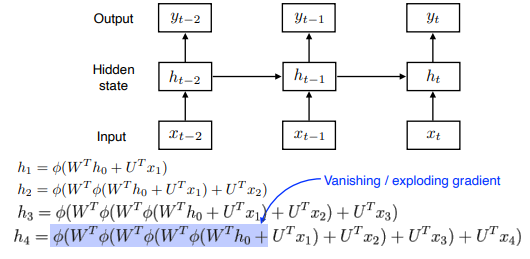 Output y_{t−2} y_{t−1} y_t
Hidden state h_{t−2} h_{t−1} h_t
Input x_{t−2} x_{t−1} x_t
h_1 = ϕ(W^T h_0 + U^T x_1)
Vanishing / exploding gradient
h_2 = ϕ(W^T ϕ(W^T h_0 + U^T x_1) + U^T x_2)
h_3 = ϕ(W^T ϕ(W^T ϕ(W^T h_0 + U^T x_1) + U^T x_2) + U^T x_3)
h_4 = ϕ(W^T ϕ(W^T ϕ(W^T ϕ(W^T h_0 + U^T x_1) + U^T x_2) + U^T x_3) + U^T x_4)